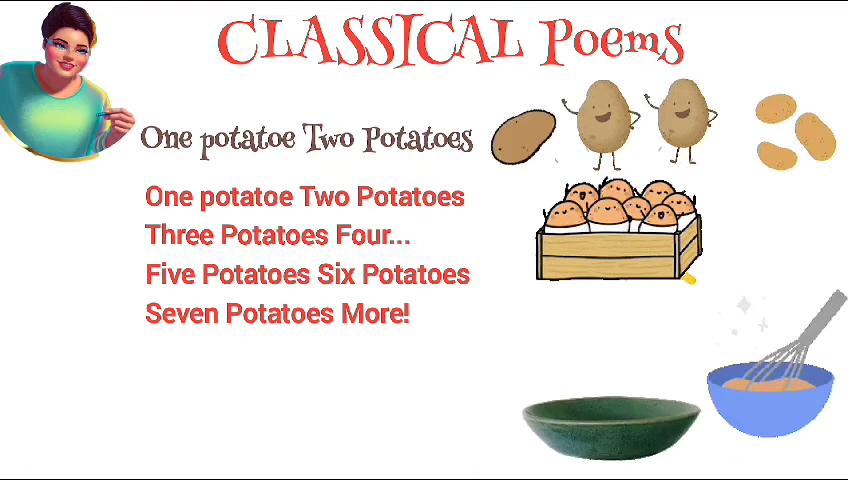 CLASSICAL Poems
One potatoe Two Potatoes
One potatoe Two Potatoes
Three Potatoes Four...
Five Potatoes Six Potatoes
Seven Potatoes More!